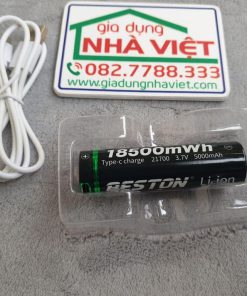 gia dụng
NHÀ VIỆT
082.7788.333
www.giadungnhaviet.com
18500mWh
Type-c charge 21700 3.7V 5000mAh
BESTON Li-ion